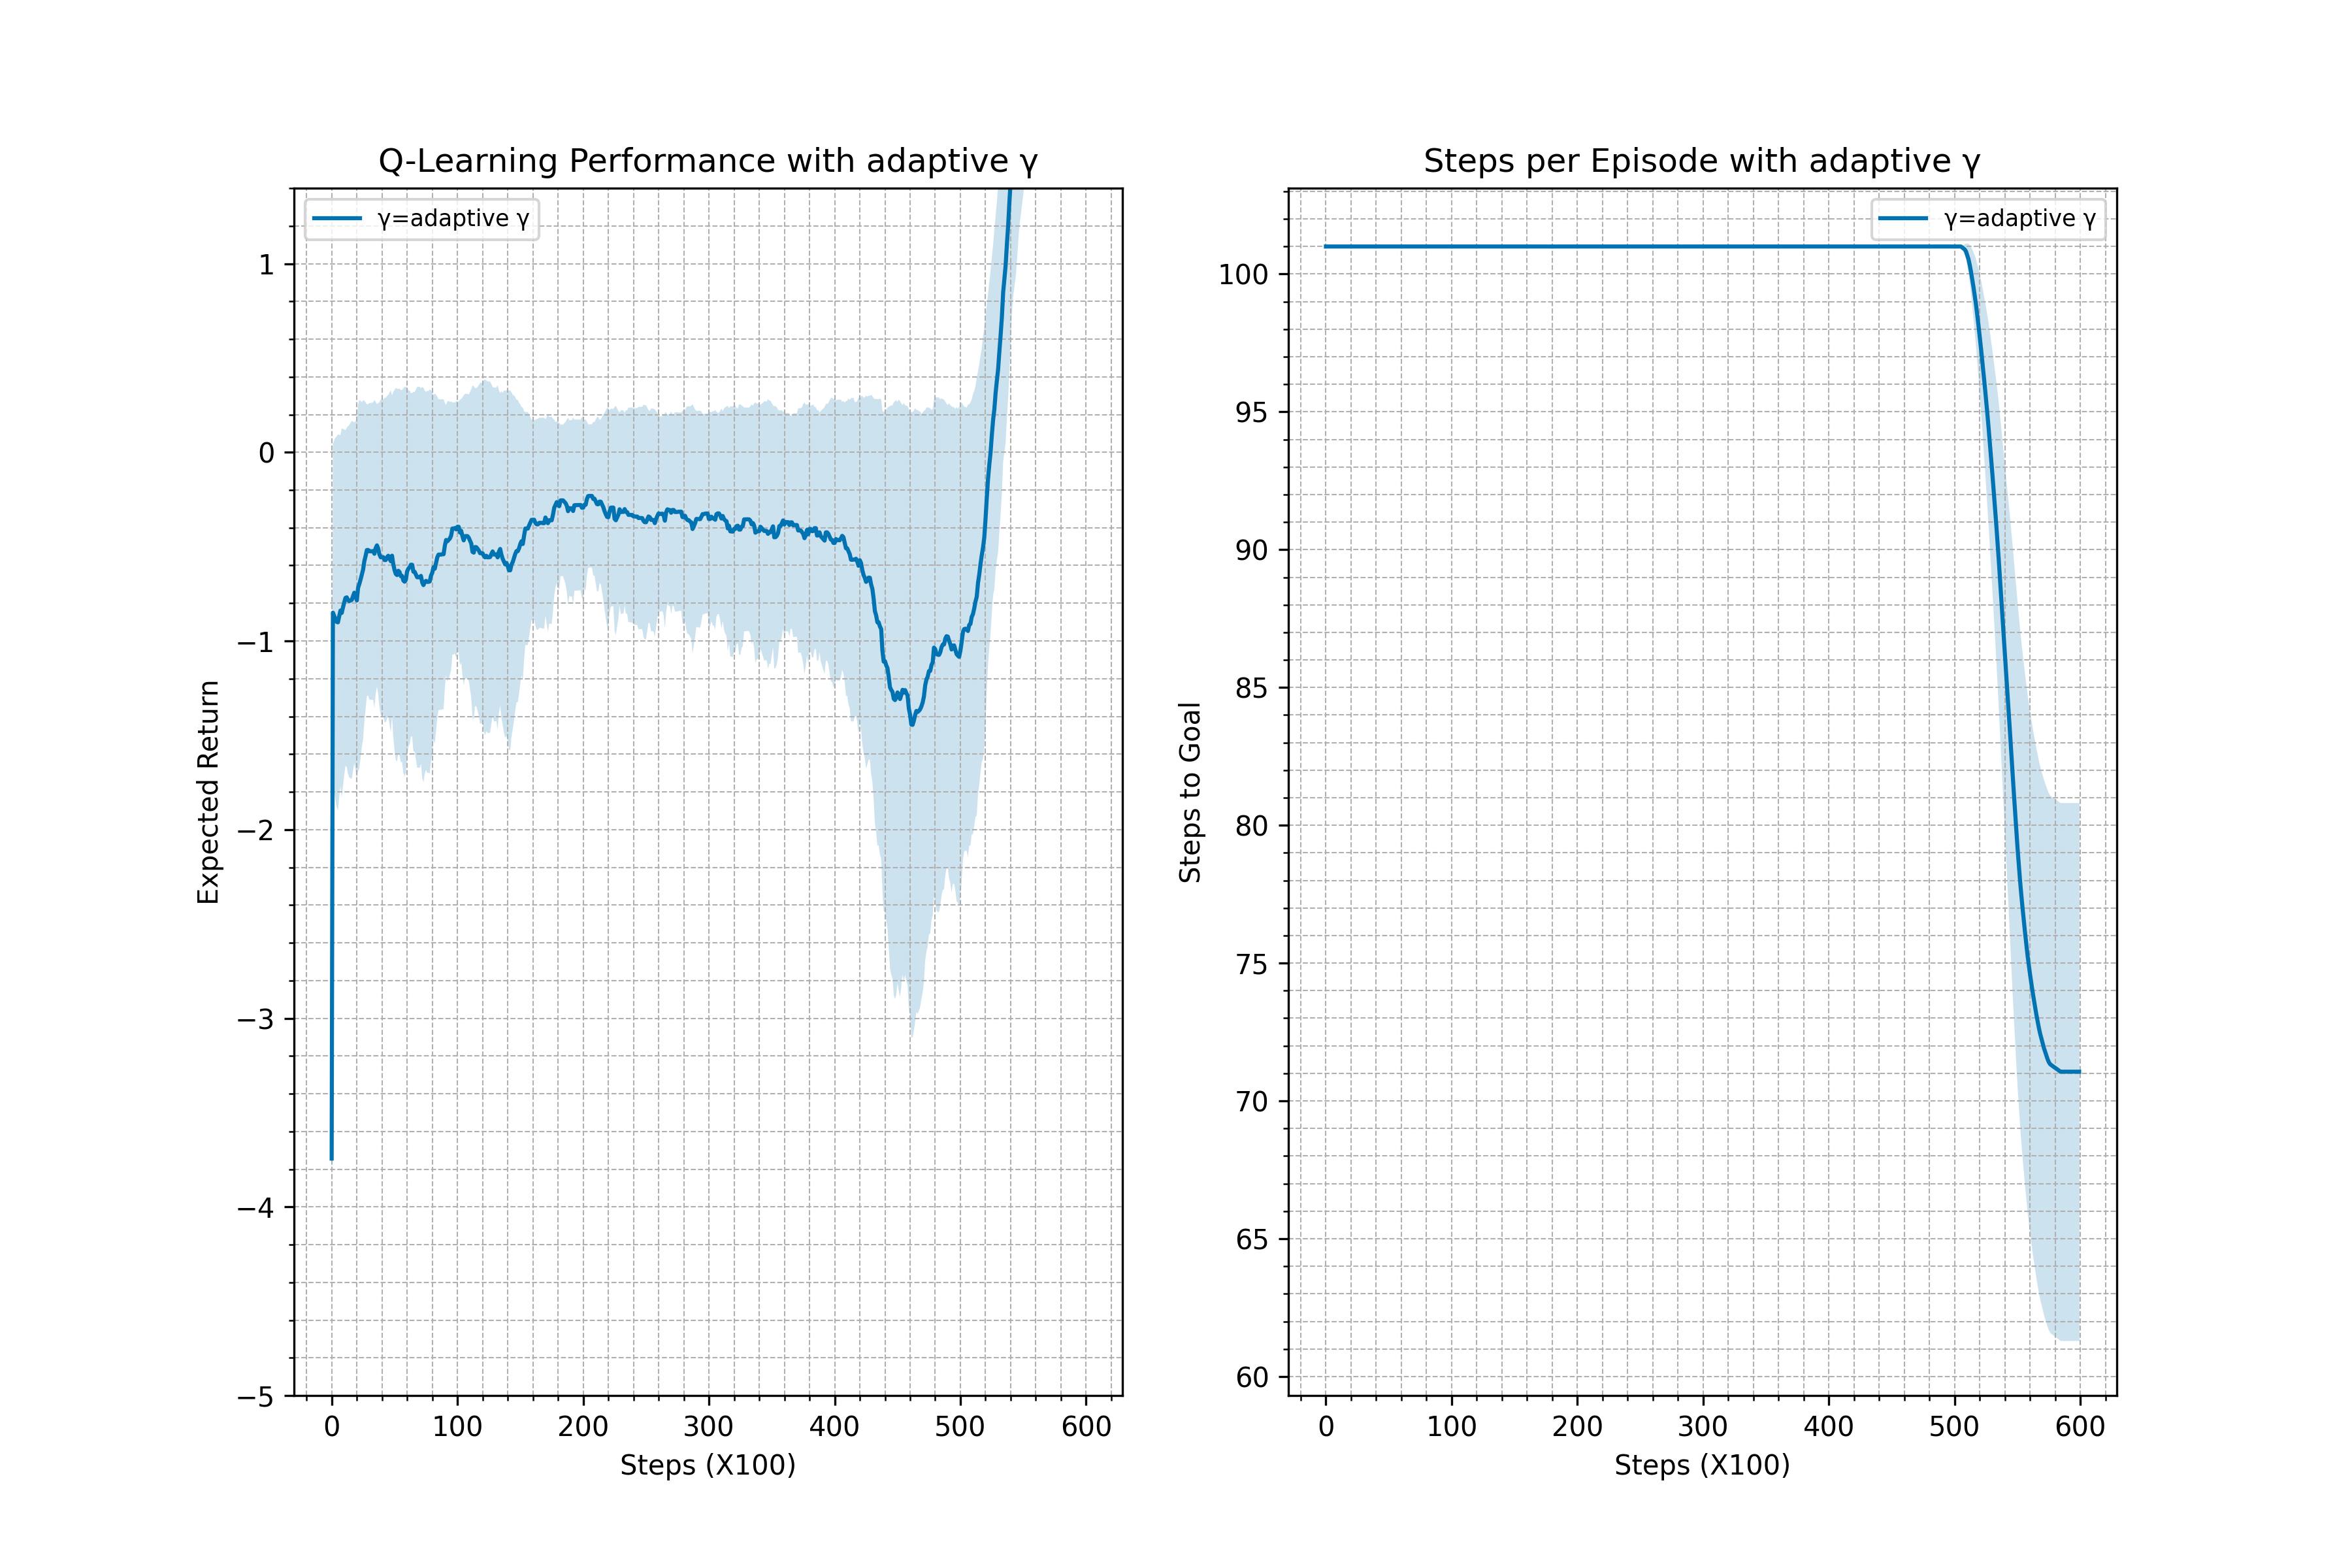 Q-Learning Performance with adaptive γ
γ=adaptive γ
1
0
−1
−2
−3
−4
−5
Expected Return
0 100 200 300 400 500 600
Steps (X100)
Steps per Episode with adaptive γ
γ=adaptive γ
100
95
90
85
80
75
70
65
60
Steps to Goal
0 100 200 300 400 500 600
Steps (X100)